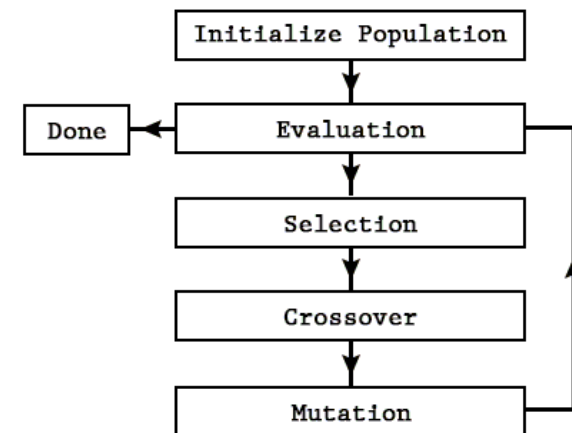 Initialize Population
Done
Evaluation
Selection
Crossover
Mutation